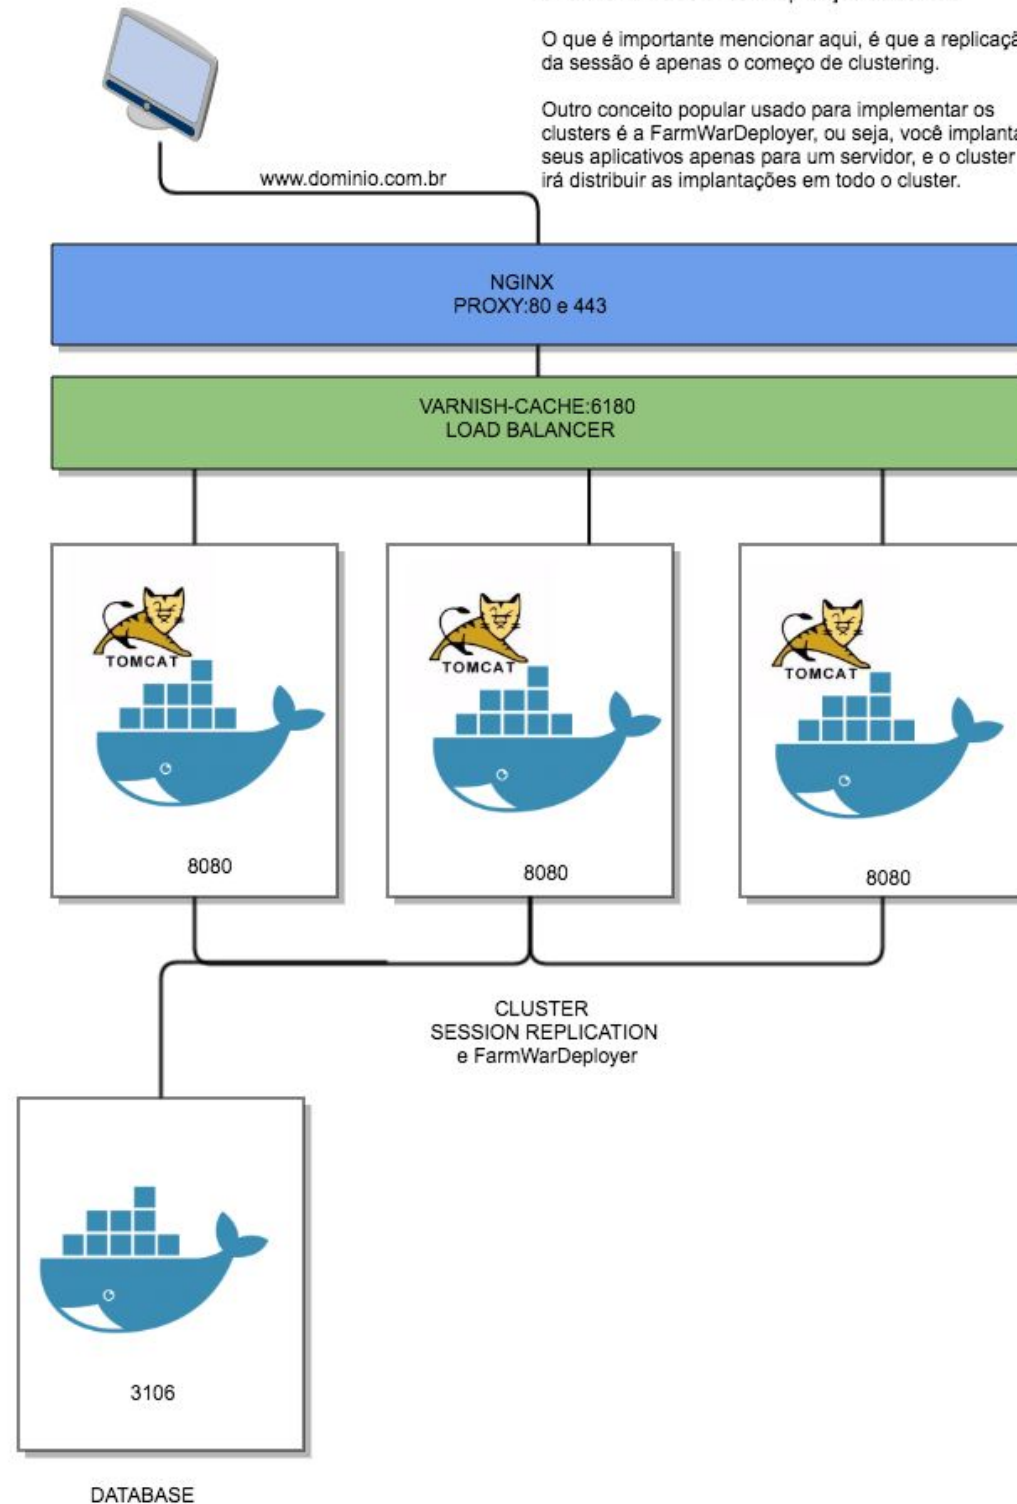 O que é importante mencionar aqui, é que a replicaçã
da sessão é apenas o começo de clustering.
Outro conceito popular usado para implementar os
clusters é a FarmWarDeployer, ou seja, você implanta
seus aplicativos apenas para um servidor, e o cluster
irá distribuir as implantações em todo o cluster.
www.dominio.com.br
NGINX
PROXY:80 e 443
VARNISH-CACHE:6180
LOAD BALANCER
TOMCAT
TOMCAT
TOMCAT
8080
8080
8080
CLUSTER
SESSION REPLICATION
e FarmWarDeployer
3106
DATABASE